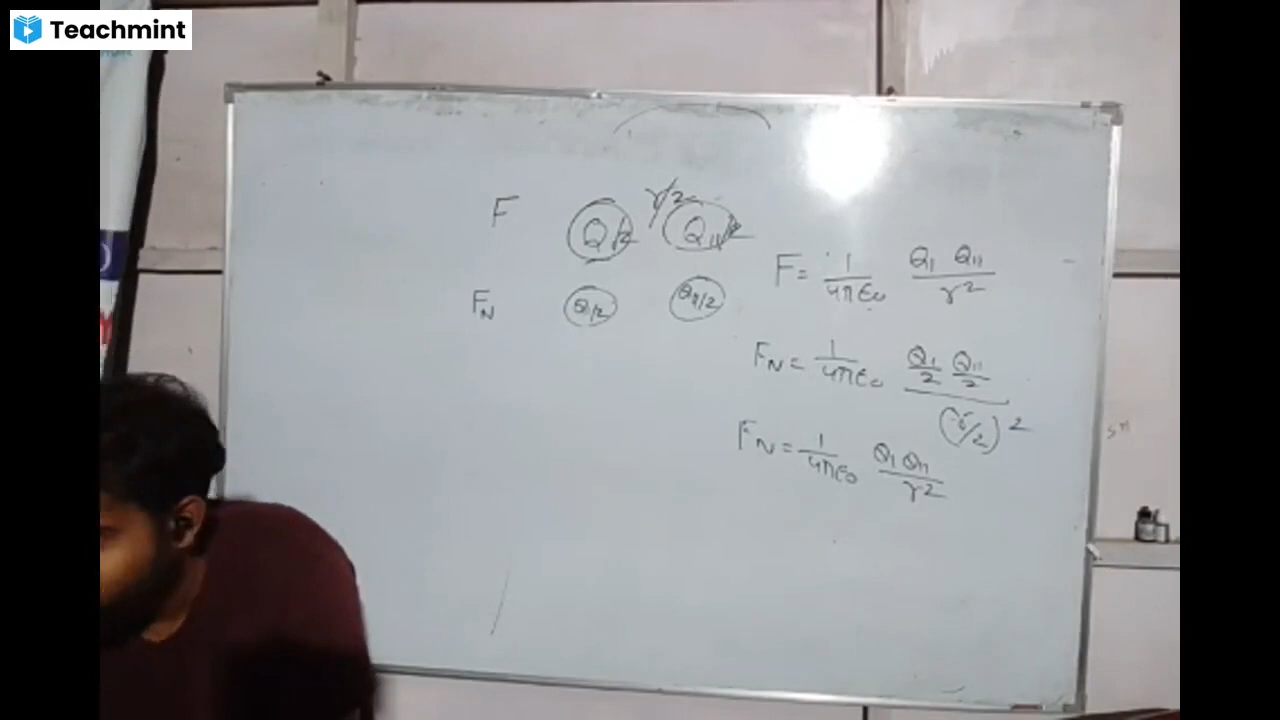 Teachmint
F Q/2 r/2 Q11/2
FN Q1/2 Q11/2
F = 1/4πε0 Q1 Q11/r²
FN = 1/4πε0 Q1/2 Q11/2/(r/2)²
FN = 1/4πε0 Q1 Q11/r²